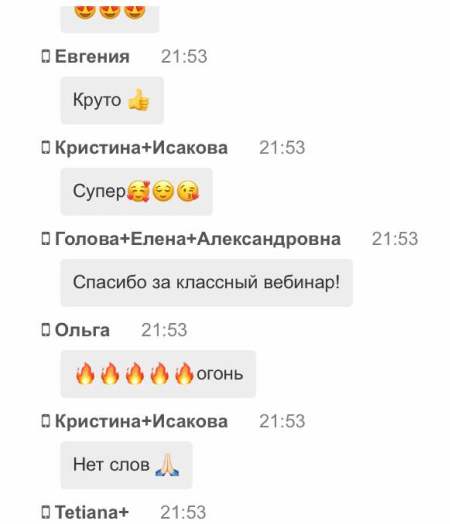 😍😍😍
Евгения 21:53
Круто 👍
Кристина+Исакова 21:53
Супер🥰😌😘
Голова+Елена+Александровна 21:53
Спасибо за классный вебинар!
Ольга 21:53
🔥🔥🔥🔥🔥огонь
Кристина+Исакова 21:53
Нет слов 🙏🏻
Tetiana+ 21:53